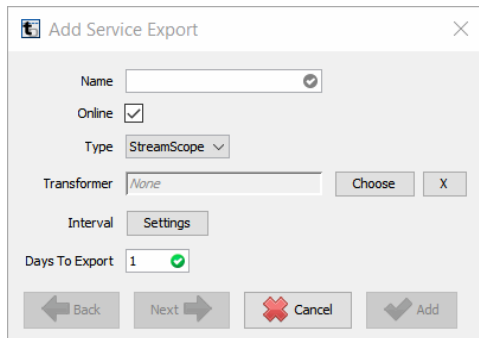 Add Service Export
Name
Online
Type StreamScope
Transformer None Choose X
Interval Settings
Days To Export 1
Back Next Cancel Add